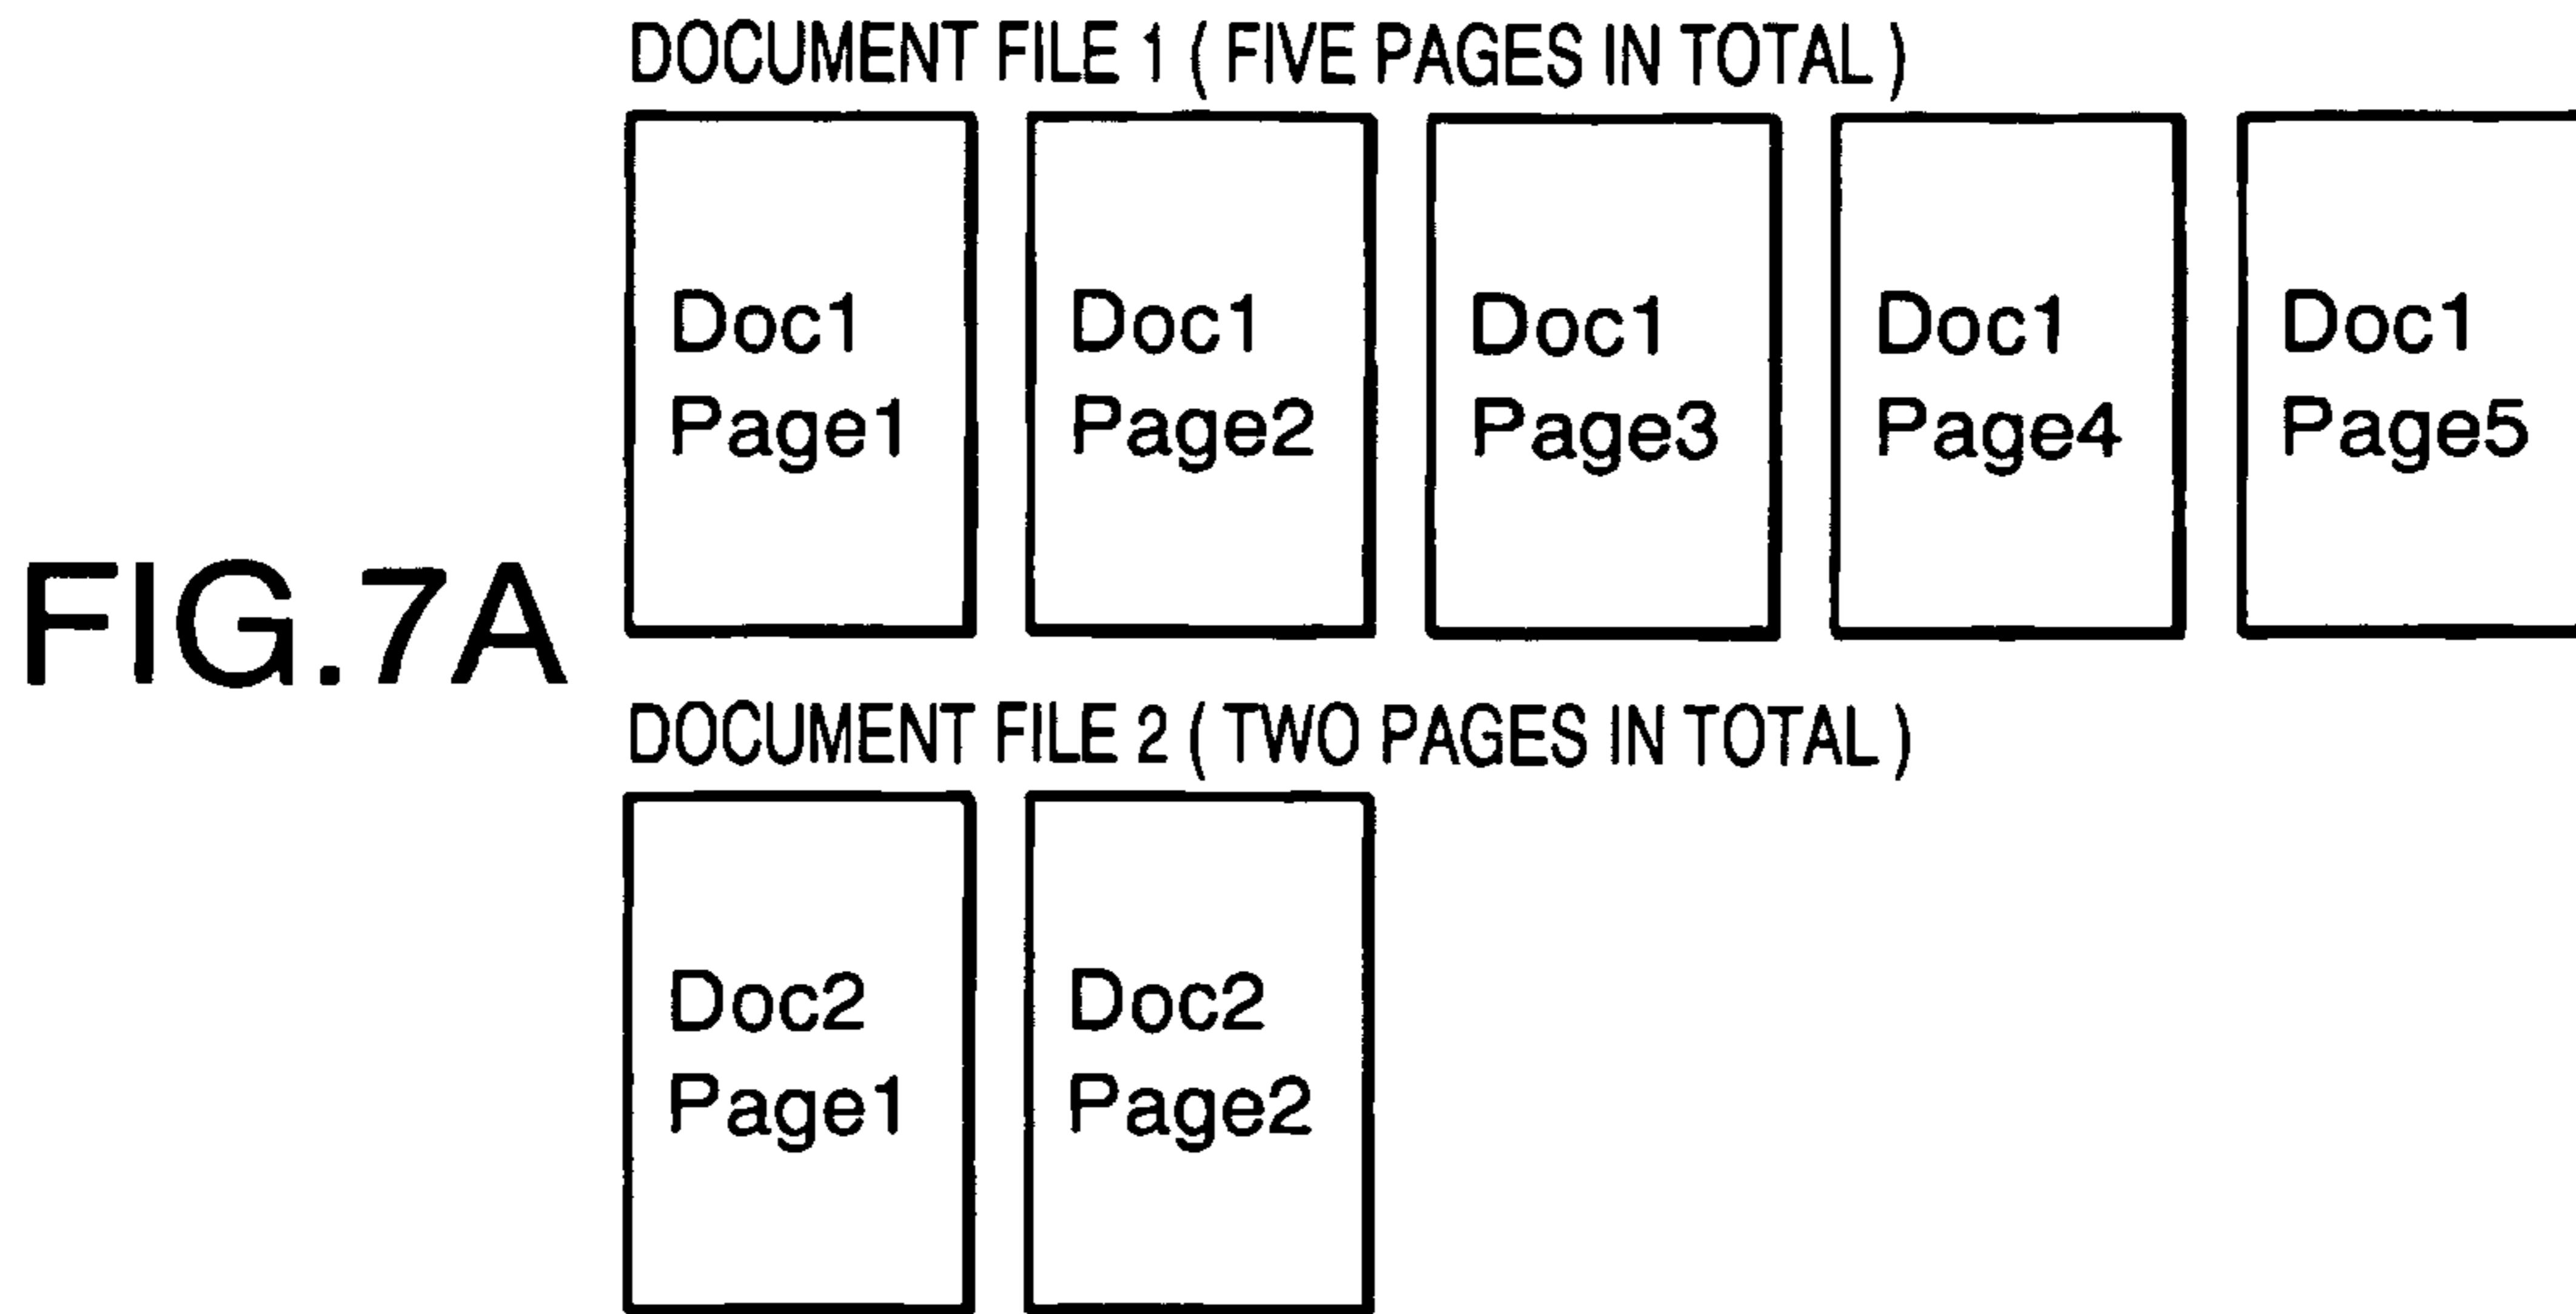 DOCUMENT FILE 1 ( FIVE PAGES IN TOTAL )
Doc1
Page1
Doc1
Page2
Doc1
Page3
Doc1
Page4
Doc1
Page5
FIG.7A
DOCUMENT FILE 2 ( TWO PAGES IN TOTAL )
Doc2
Page1
Doc2
Page2